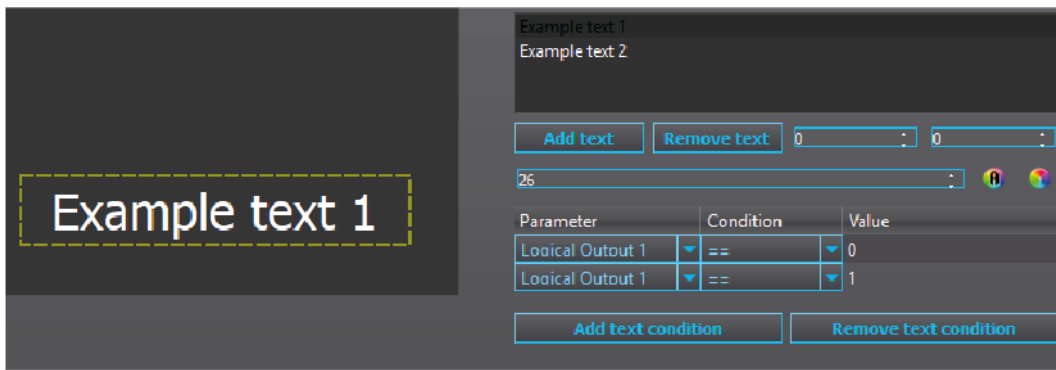 Example text 1
Example text 1
Example text 2
Add text Remove text 0 0
26
Parameter Condition Value
Logical Output 1 == 0
Logical Output 1 == 1
Add text condition Remove text condition